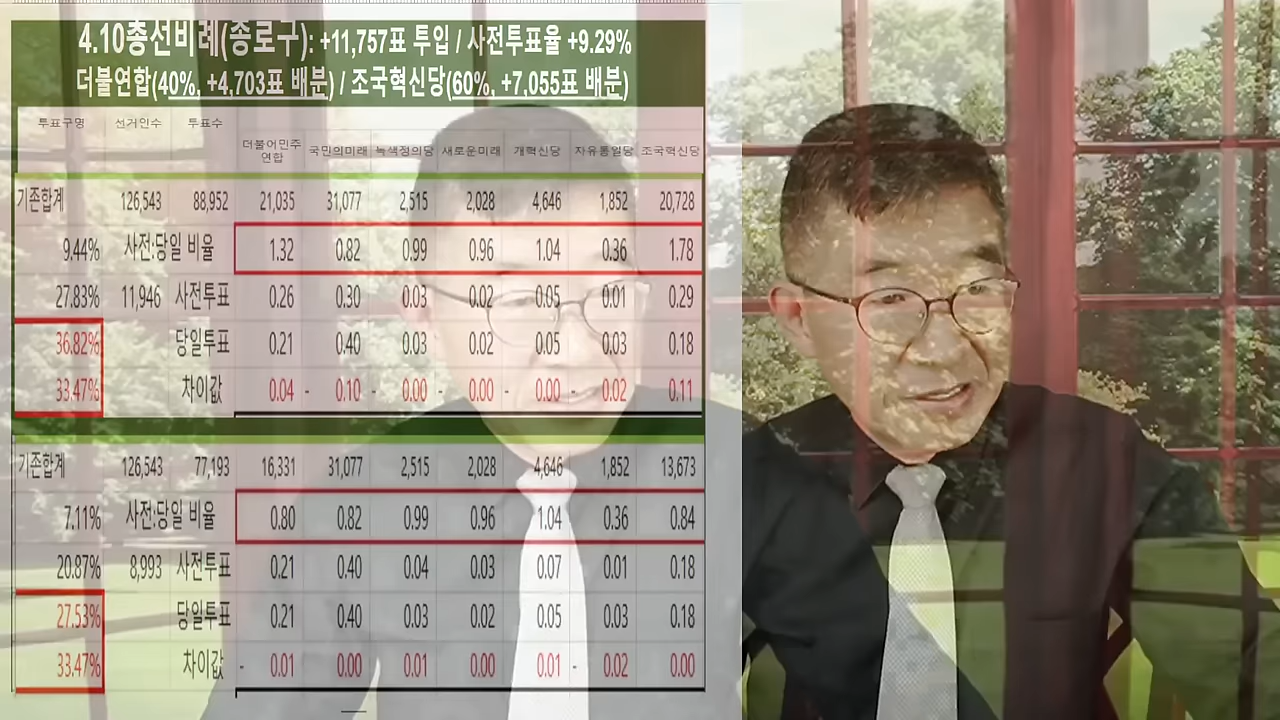 4.10총선비례(종로구): +11,757표 투입 / 사전투표율 +9.29%
더불연합(40%, +4,703표 배분) / 조국혁신당(60%, +7,055표 배분)
투표구명 선거인수 투표수 더불어민주연합 국민의미래 녹색정의당 새로운미래 개혁신당 자유통일당 조국혁신당
기존합계 126,543 88,952 21,035 31,077 2,515 2,028 4,646 1,852 20,728
9.44% 사전:당일 비율 1.32 0.82 0.99 0.96 1.04 0.36 1.78
27.83% 11,946 사전투표 0.26 0.30 0.03 0.02 0.05 0.01 0.29
36.82% 당일투표 0.21 0.40 0.03 0.02 0.05 0.03 0.18
33.47% 차이값 0.04 - 0.10 - 0.00 - 0.00 - 0.00 - 0.02 0.11
기존합계 126,543 77,193 16,331 31,077 2,515 2,028 4,646 1,852 13,673
7.11% 사전:당일 비율 0.80 0.82 0.99 0.96 1.04 0.36 0.84
20.87% 8,993 사전투표 0.21 0.40 0.04 0.03 0.07 0.01 0.18
27.53% 당일투표 0.21 0.40 0.03 0.02 0.05 0.03 0.18
33.47% 차이값 - 0.01 0.00 0.01 0.00 0.01 - 0.02 0.00